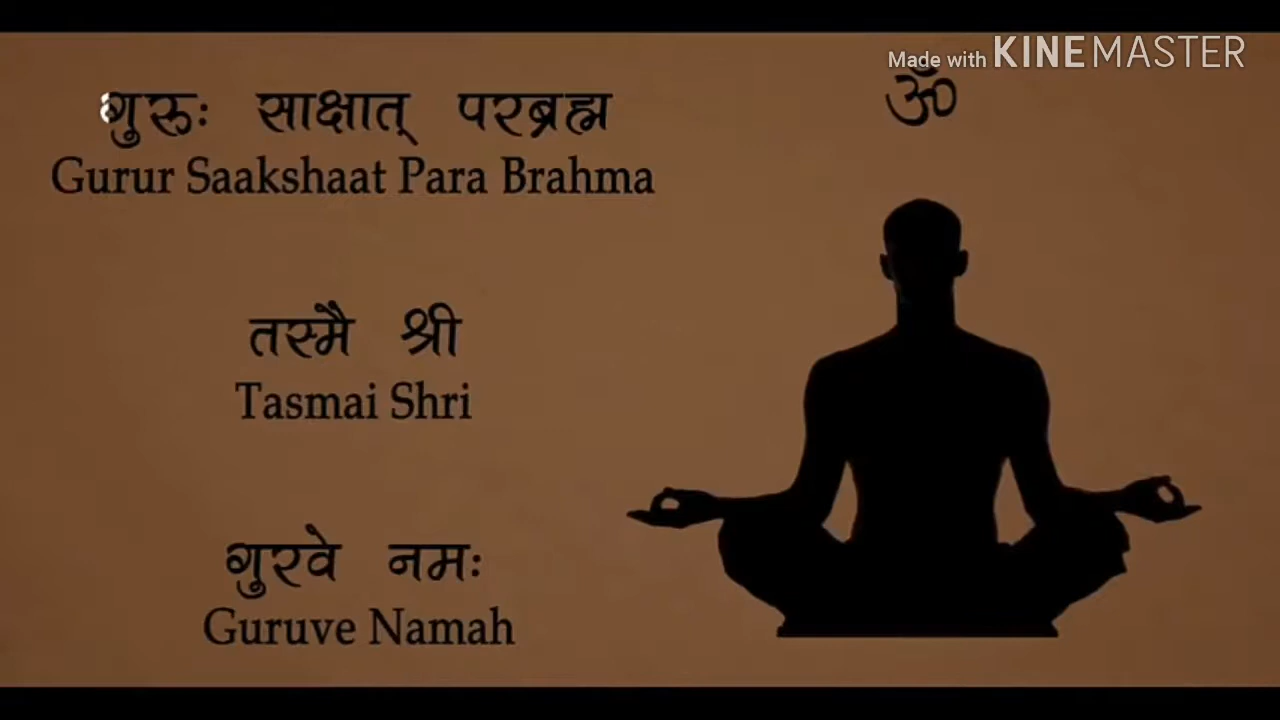 Made with KINEMASTER
ॐ
गुरुः साक्षात् परब्रह्म
Gurur Saakshaat Para Brahma
तस्मै श्री
Tasmai Shri
गुरवे नमः
Guruve Namah